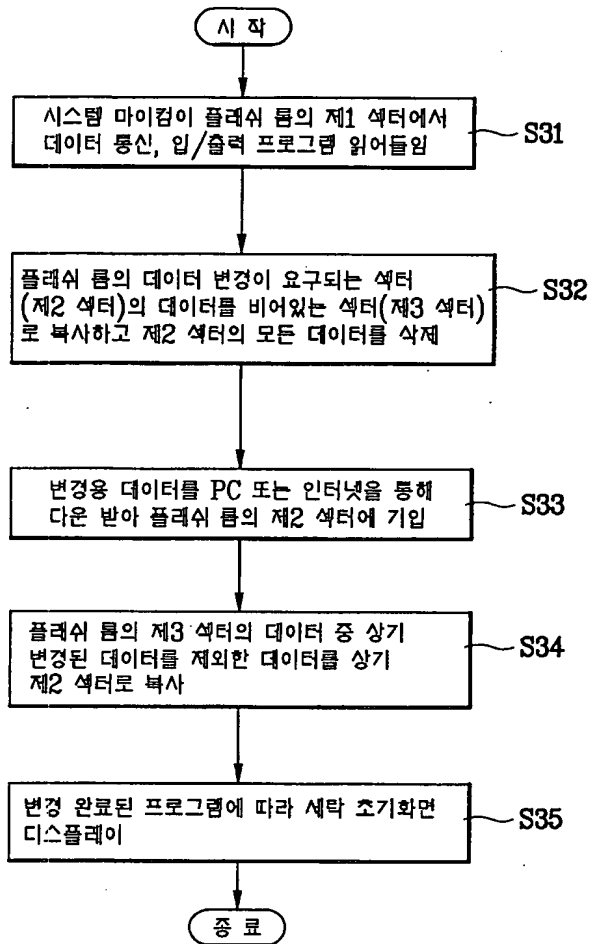 시 작
시스템 마이컴이 플래쉬 롬의 제1 섹터에서
데이터 통신, 입/출력 프로그램 읽어들임
S31
플래쉬 롬의 데이터 변경이 요구되는 섹터
(제2 섹터)의 데이터를 비어있는 섹터(제3 섹터)
로 복사하고 제2 섹터의 모든 데이터를 삭제
S32
변경용 데이터를 PC 또는 인터넷을 통해
다운 받아 플래쉬 롬의 제2 섹터에 기입
S33
플래쉬 롬의 제3 섹터의 데이터 중 상기
변경된 데이터를 제외한 데이터를 상기
제2 섹터로 복사
S34
변경 완료된 프로그램에 따라 세탁 초기화면
디스플레이
S35
종 료